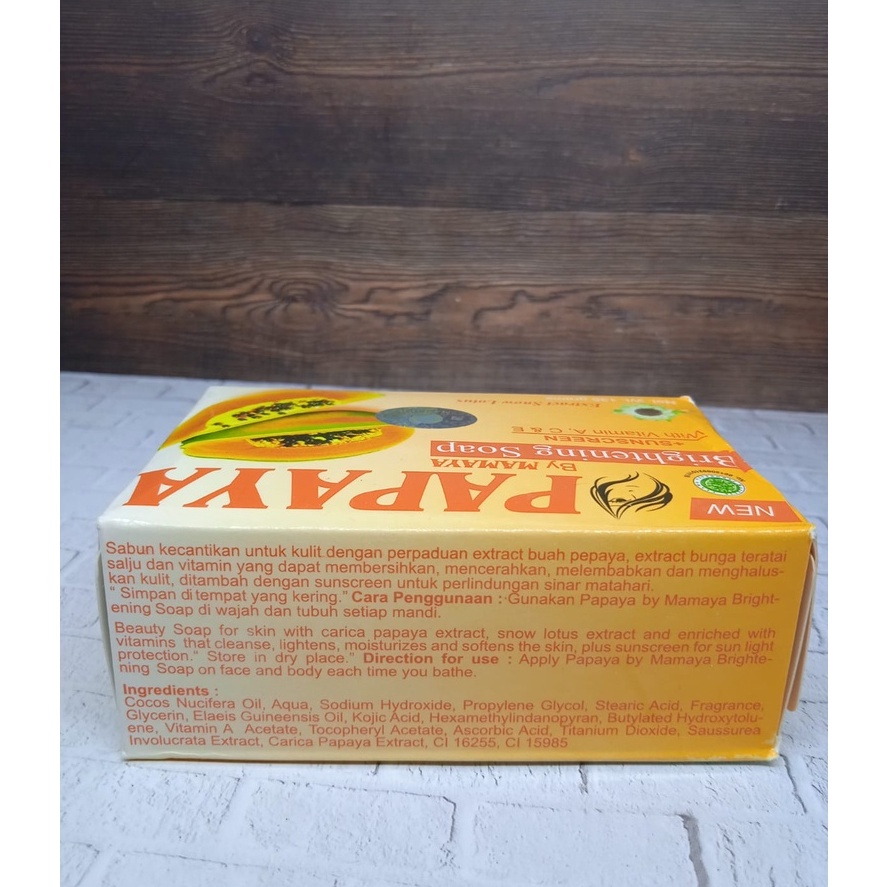 NEW
PAPAYA
By MAMAYA
Brightening Soap
+SUNSCREEN
With Vitamin A, C & E
Extract Snow Lotus
Sabun kecantikan untuk kulit dengan perpaduan extract buah pepaya, extract bunga teratai
salju dan vitamin yang dapat membersihkan, mencerahkan, melembabkan dan menghalus-
kan kulit, ditambah dengan sunscreen untuk perlindungan sinar matahari.
" Simpan di tempat yang kering." Cara Penggunaan : Gunakan Papaya by Mamaya Bright-
ening Soap di wajah dan tubuh setiap mandi.
Beauty Soap for skin with carica papaya extract, snow lotus extract and enriched with
vitamins that cleanse, lightens, moisturizes and softens the skin, plus sunscreen for sun light
protection." Store in dry place." Direction for use : Apply Papaya by Mamaya Brighte-
ning Soap on face and body each time you bathe.
Ingredients :
Cocos Nucifera Oil, Aqua, Sodium Hydroxide, Propylene Glycol, Stearic Acid, Fragrance,
Glycerin, Elaeis Guineensis Oil, Kojic Acid, Hexamethylindanopyran, Butylated Hydroxytolu-
ene, Vitamin A Acetate, Tocopheryl Acetate, Ascorbic Acid, Titanium Dioxide, Saussurea
Involucrata Extract, Carica Papaya Extract, CI 16255, CI 15985